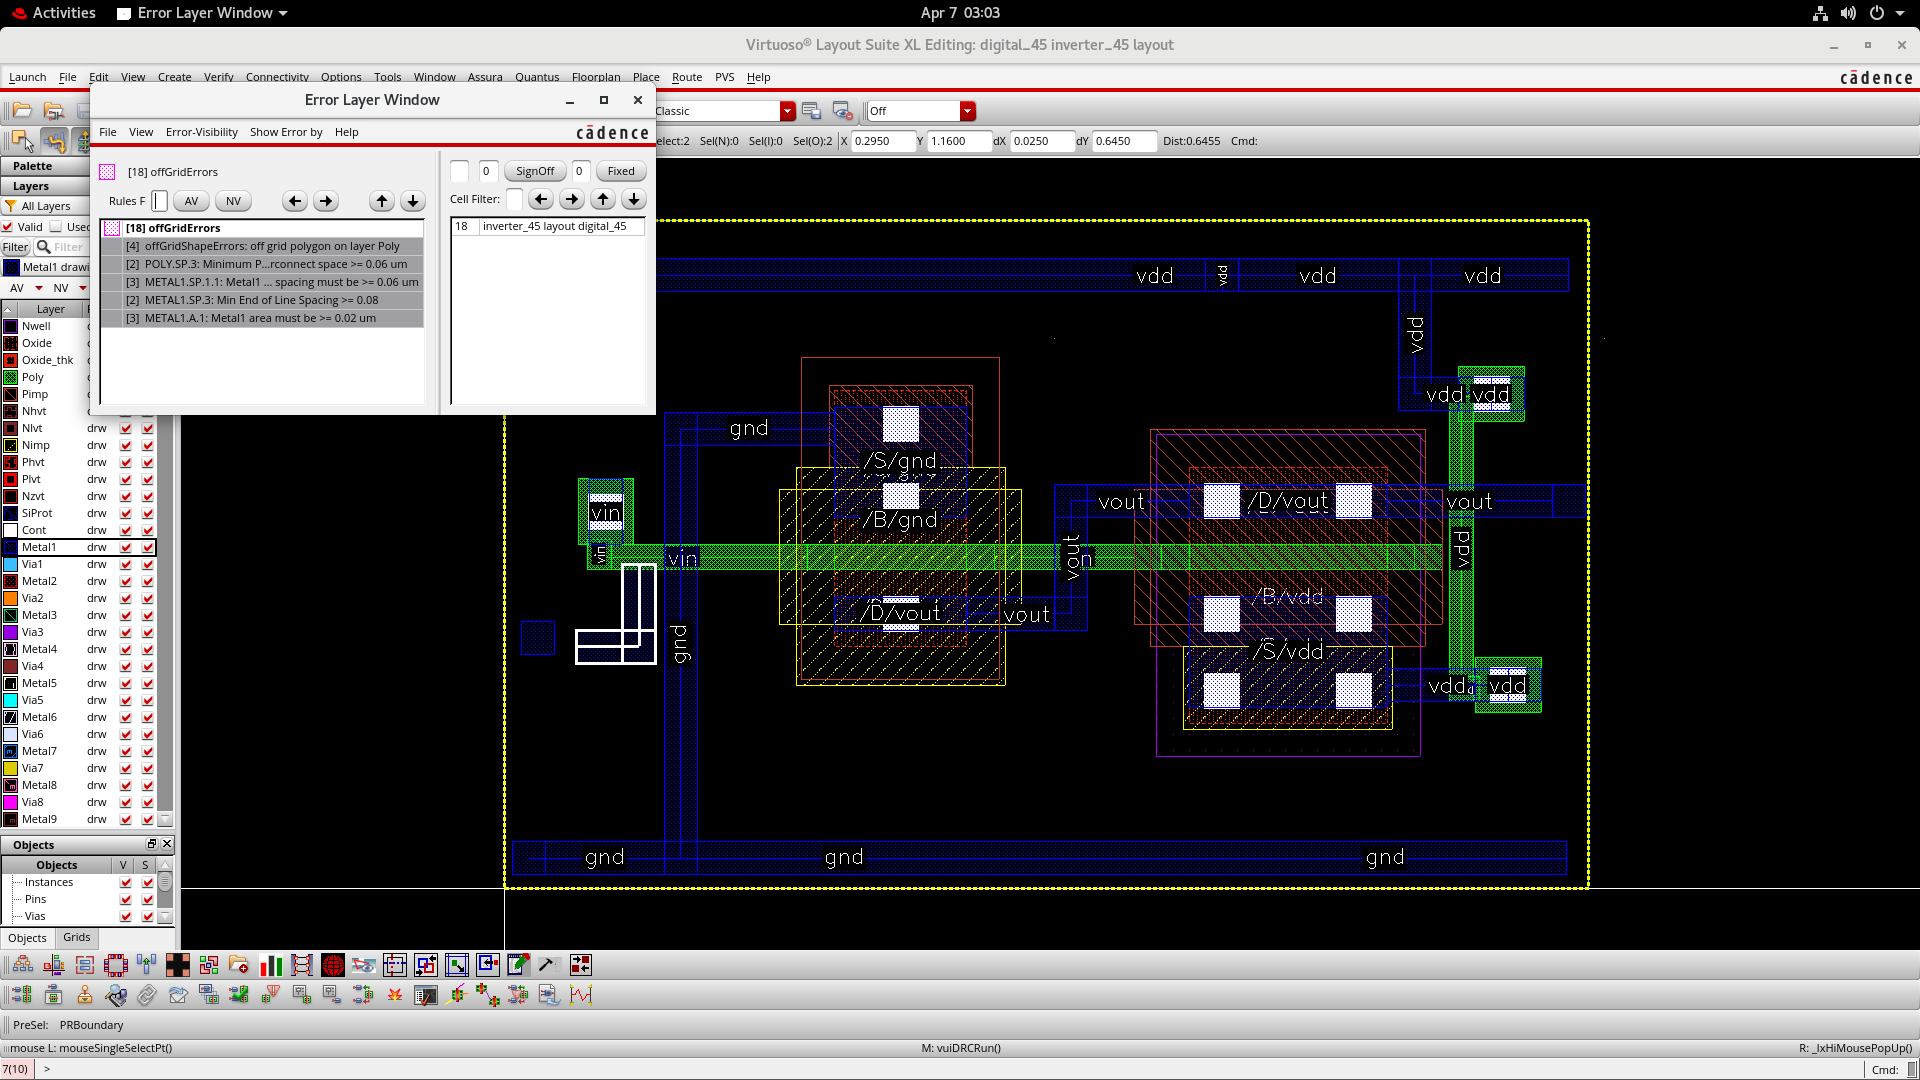 Activities
Error Layer Window
Apr 7 03:03
Virtuoso® Layout Suite XL Editing: digital_45 inverter_45 layout
Launch File Edit View Create Verify Connectivity Options Tools Window Assura Quantus Floorplan Place Route PVS Help
cādence
Error Layer Window
Classic
Off
File View Error-Visibility Show Error by Help
cādence
elect:2 Sel(N):0 Sel(I):0 Sel(O):2 X 0.2950 Y 1.1600 dX 0.0250 dY 0.6450 Dist:0.6455 Cmd:
[18] offGridErrors
0 SignOff 0 Fixed
Rules F AV NV
Cell Filter:
[18] offGridErrors
[4] offGridShapeErrors: off grid polygon on layer Poly
[2] POLY.SP.3: Minimum P...rconnect space >= 0.06 um
[3] METAL1.SP.1.1: Metal1 ... spacing must be >= 0.06 um
[2] METAL1.SP.3: Min End of Line Spacing >= 0.08
[3] METAL1.A.1: Metal1 area must be >= 0.02 um
18 inverter_45 layout digital_45
Palette
Layers
All Layers
Valid Used
Filter Filter
Metal1 drawi
AV NV
Layer
Nwell
Oxide
Oxide_thk
Poly
Pimp
Nhvt
Nlvt drw
Nimp drw
Phvt drw
Plvt drw
Nzvt drw
SiProt drw
Cont drw
Metal1 drw
Via1 drw
Metal2 drw
Via2 drw
Metal3 drw
Via3 drw
Metal4 drw
Via4 drw
Metal5 drw
Via5 drw
Metal6 drw
Via6 drw
Metal7 drw
Via7 drw
Metal8 drw
Via8 drw
Metal9 drw
Objects
Objects V S
Instances
Pins
Vias
Objects Grids
vdd vdd vdd vdd
vdd
vdd vdd
gnd
/S/gnd
/B/gnd
/D/vout
vin
vin
vin
vout
vout
vout
/D/vout
vout
vdd
/B/vdd
/S/vdd
vdd
vdd
gnd
gnd gnd gnd
PreSel: PRBoundary
mouse L: mouseSingleSelectPt()
M: vuiDRCRun()
R: _lxHiMousePopUp()
7(10) >
Cmd: